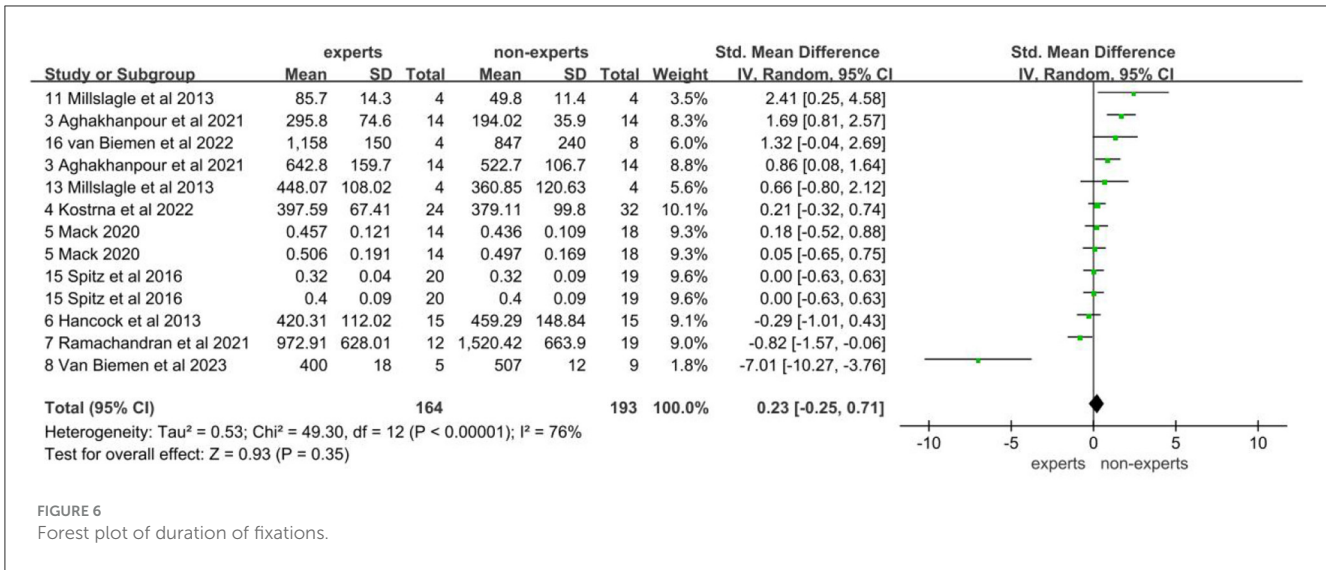 experts non-experts Std. Mean Difference Std. Mean Difference
Study or Subgroup Mean SD Total Mean SD Total Weight IV, Random, 95% CI IV, Random, 95% CI
11 Millslagle et al 2013 85.7 14.3 4 49.8 11.4 4 3.5% 2.41 [0.25, 4.58]
3 Aghakhanpour et al 2021 295.8 74.6 14 194.02 35.9 14 8.3% 1.69 [0.81, 2.57]
16 van Biemen et al 2022 1,158 150 4 847 240 8 6.0% 1.32 [-0.04, 2.69]
3 Aghakhanpour et al 2021 642.8 159.7 14 522.7 106.7 14 8.8% 0.86 [0.08, 1.64]
13 Millslagle et al 2013 448.07 108.02 4 360.85 120.63 4 5.6% 0.66 [-0.80, 2.12]
4 Kostrna et al 2022 397.59 67.41 24 379.11 99.8 32 10.1% 0.21 [-0.32, 0.74]
5 Mack 2020 0.457 0.121 14 0.436 0.109 18 9.3% 0.18 [-0.52, 0.88]
5 Mack 2020 0.506 0.191 14 0.497 0.169 18 9.3% 0.05 [-0.65, 0.75]
15 Spitz et al 2016 0.32 0.04 20 0.32 0.09 19 9.6% 0.00 [-0.63, 0.63]
15 Spitz et al 2016 0.4 0.09 20 0.4 0.09 19 9.6% 0.00 [-0.63, 0.63]
6 Hancock et al 2013 420.31 112.02 15 459.29 148.84 15 9.1% -0.29 [-1.01, 0.43]
7 Ramachandran et al 2021 972.91 628.01 12 1,520.42 663.9 19 9.0% -0.82 [-1.57, -0.06]
8 Van Biemen et al 2023 400 18 5 507 12 9 1.8% -7.01 [-10.27, -3.76]
Total (95% CI) 164 193 100.0% 0.23 [-0.25, 0.71]
Heterogeneity: Tau² = 0.53; Chi² = 49.30, df = 12 (P < 0.00001); I² = 76%
Test for overall effect: Z = 0.93 (P = 0.35)
-10 -5 0 5 10
experts non-experts
FIGURE 6
Forest plot of duration of fixations.